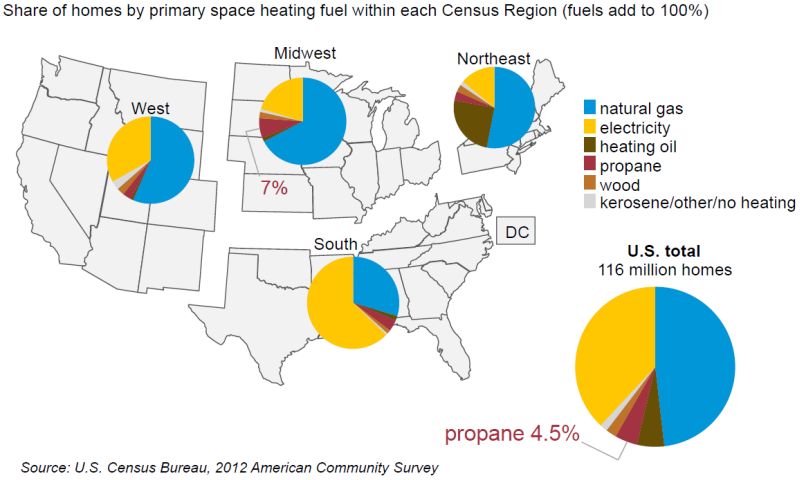 Share of homes by primary space heating fuel within each Census Region (fuels add to 100%)
Midwest
Northeast
West
natural gas
electricity
heating oil
propane
wood
kerosene/other/no heating
7%
DC
South
U.S. total
116 million homes
propane 4.5%
Source: U.S. Census Bureau, 2012 American Community Survey